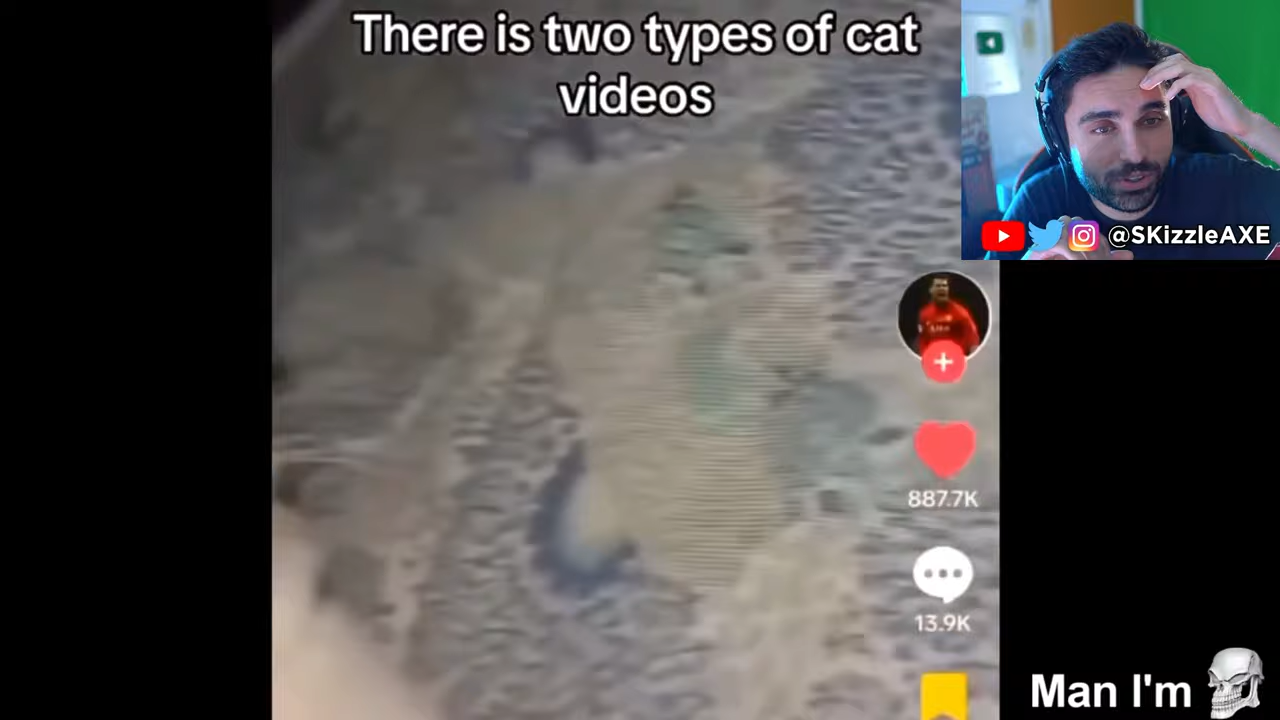 There is two types of cat
videos
@SKizzleAXE
887.7K
13.9K
Man I'm